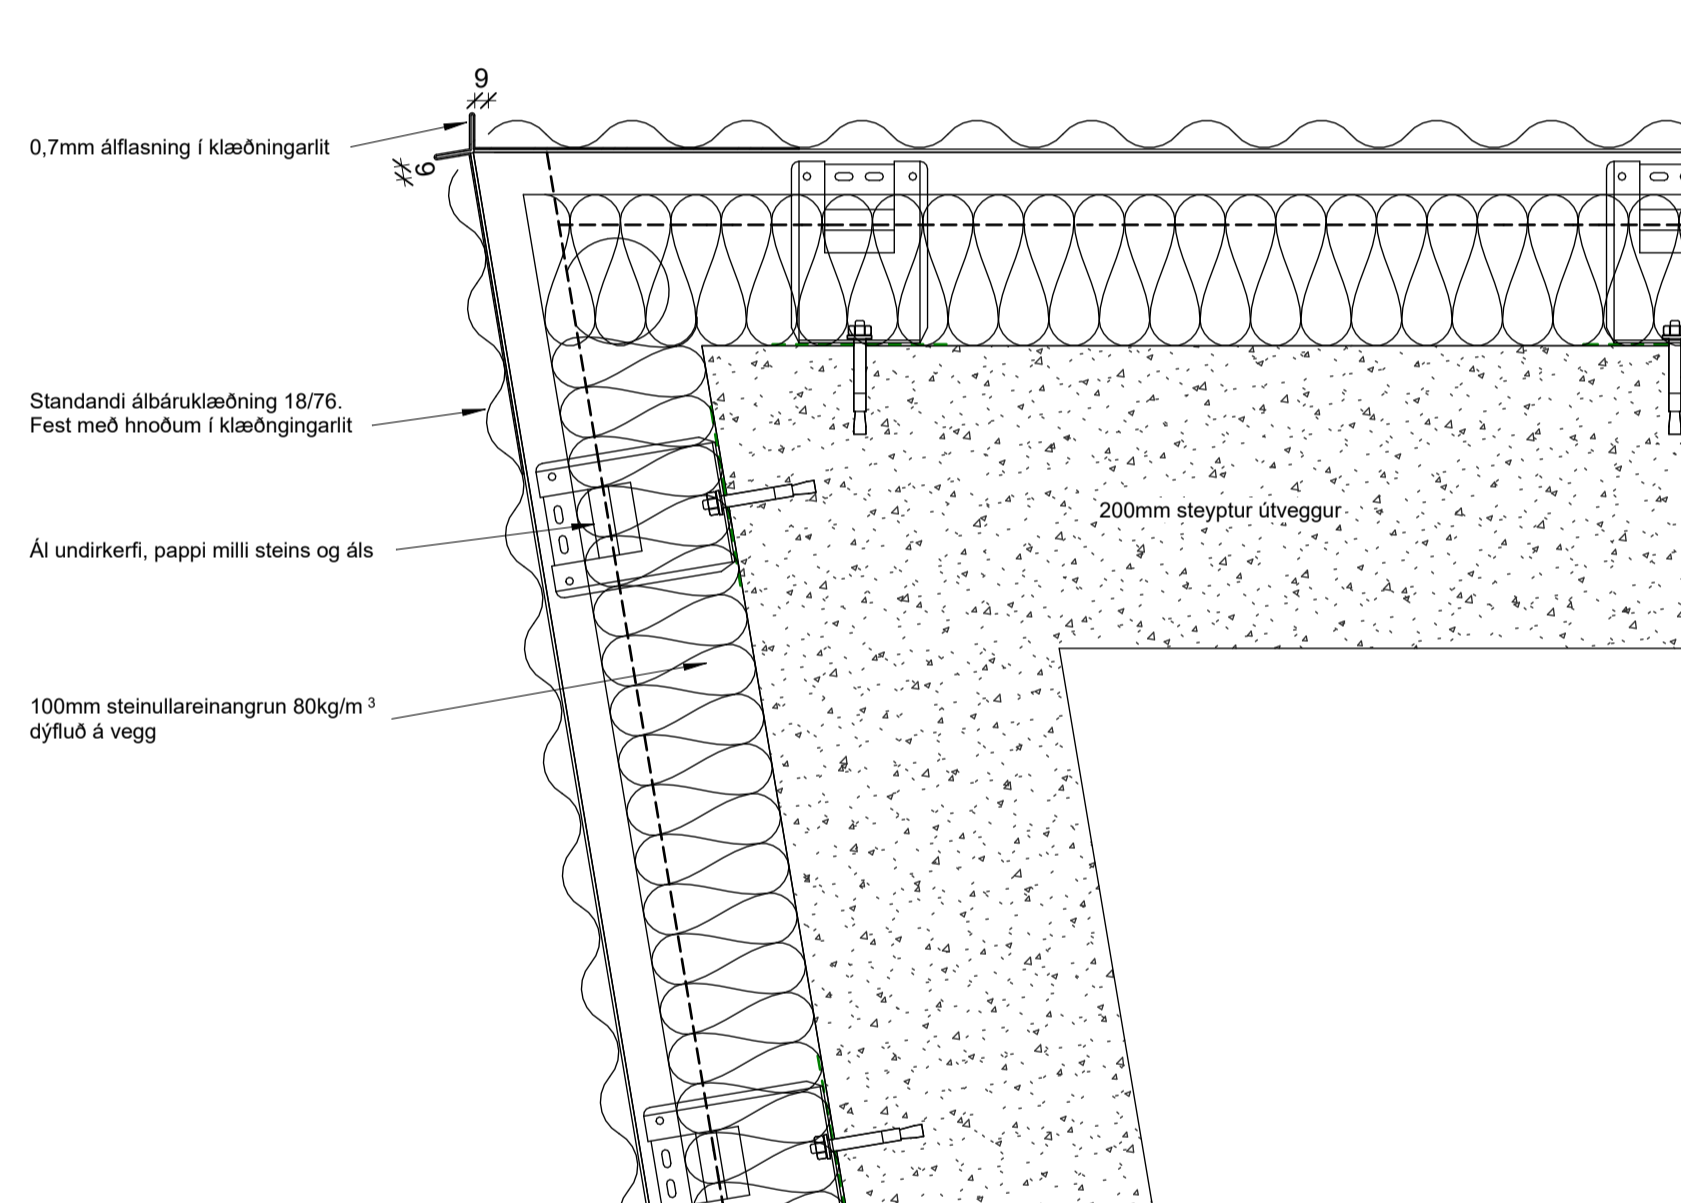 9
0,7mm álflasning í klæðningarlit
9
Standandi álbáruklæðning 18/76.
Fest með hnoðum í klæðngingarlit
200mm steyptur útveggur
Ál undirkerfi, pappi milli steins og áls
100mm steinullareinangrun 80kg/m ³
dýfluð á vegg